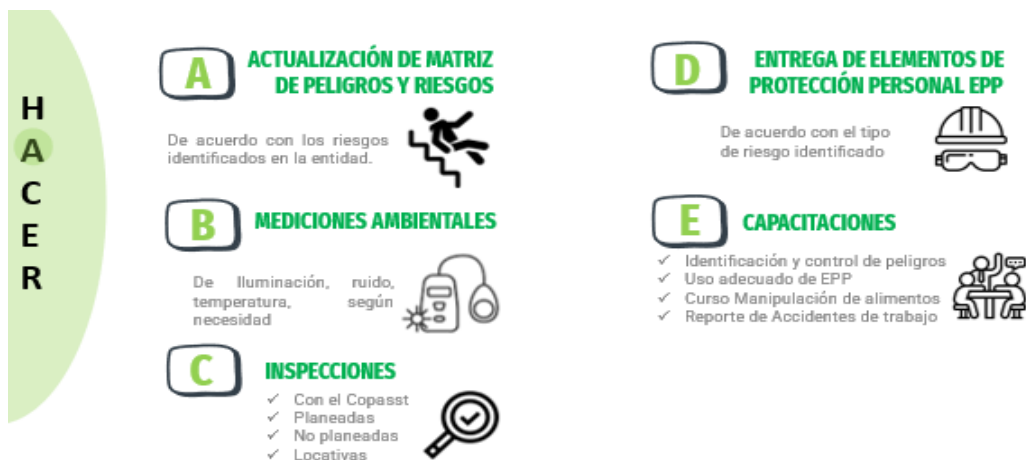 HACER
A
ACTUALIZACIÓN DE MATRIZ
DE PELIGROS Y RIESGOS
De acuerdo con los riesgos
identificados en la entidad.
B
MEDICIONES AMBIENTALES
De Iluminación, ruido,
temperatura, según
necesidad
C
INSPECCIONES
✓ Con el Copasst
✓ Planeadas
✓ No planeadas
✓ Locativas
D
ENTREGA DE ELEMENTOS DE
PROTECCIÓN PERSONAL EPP
De acuerdo con el tipo
de riesgo identificado
E
CAPACITACIONES
✓ Identificación y control de peligros
✓ Uso adecuado de EPP
✓ Curso Manipulación de alimentos
✓ Reporte de Accidentes de trabajo